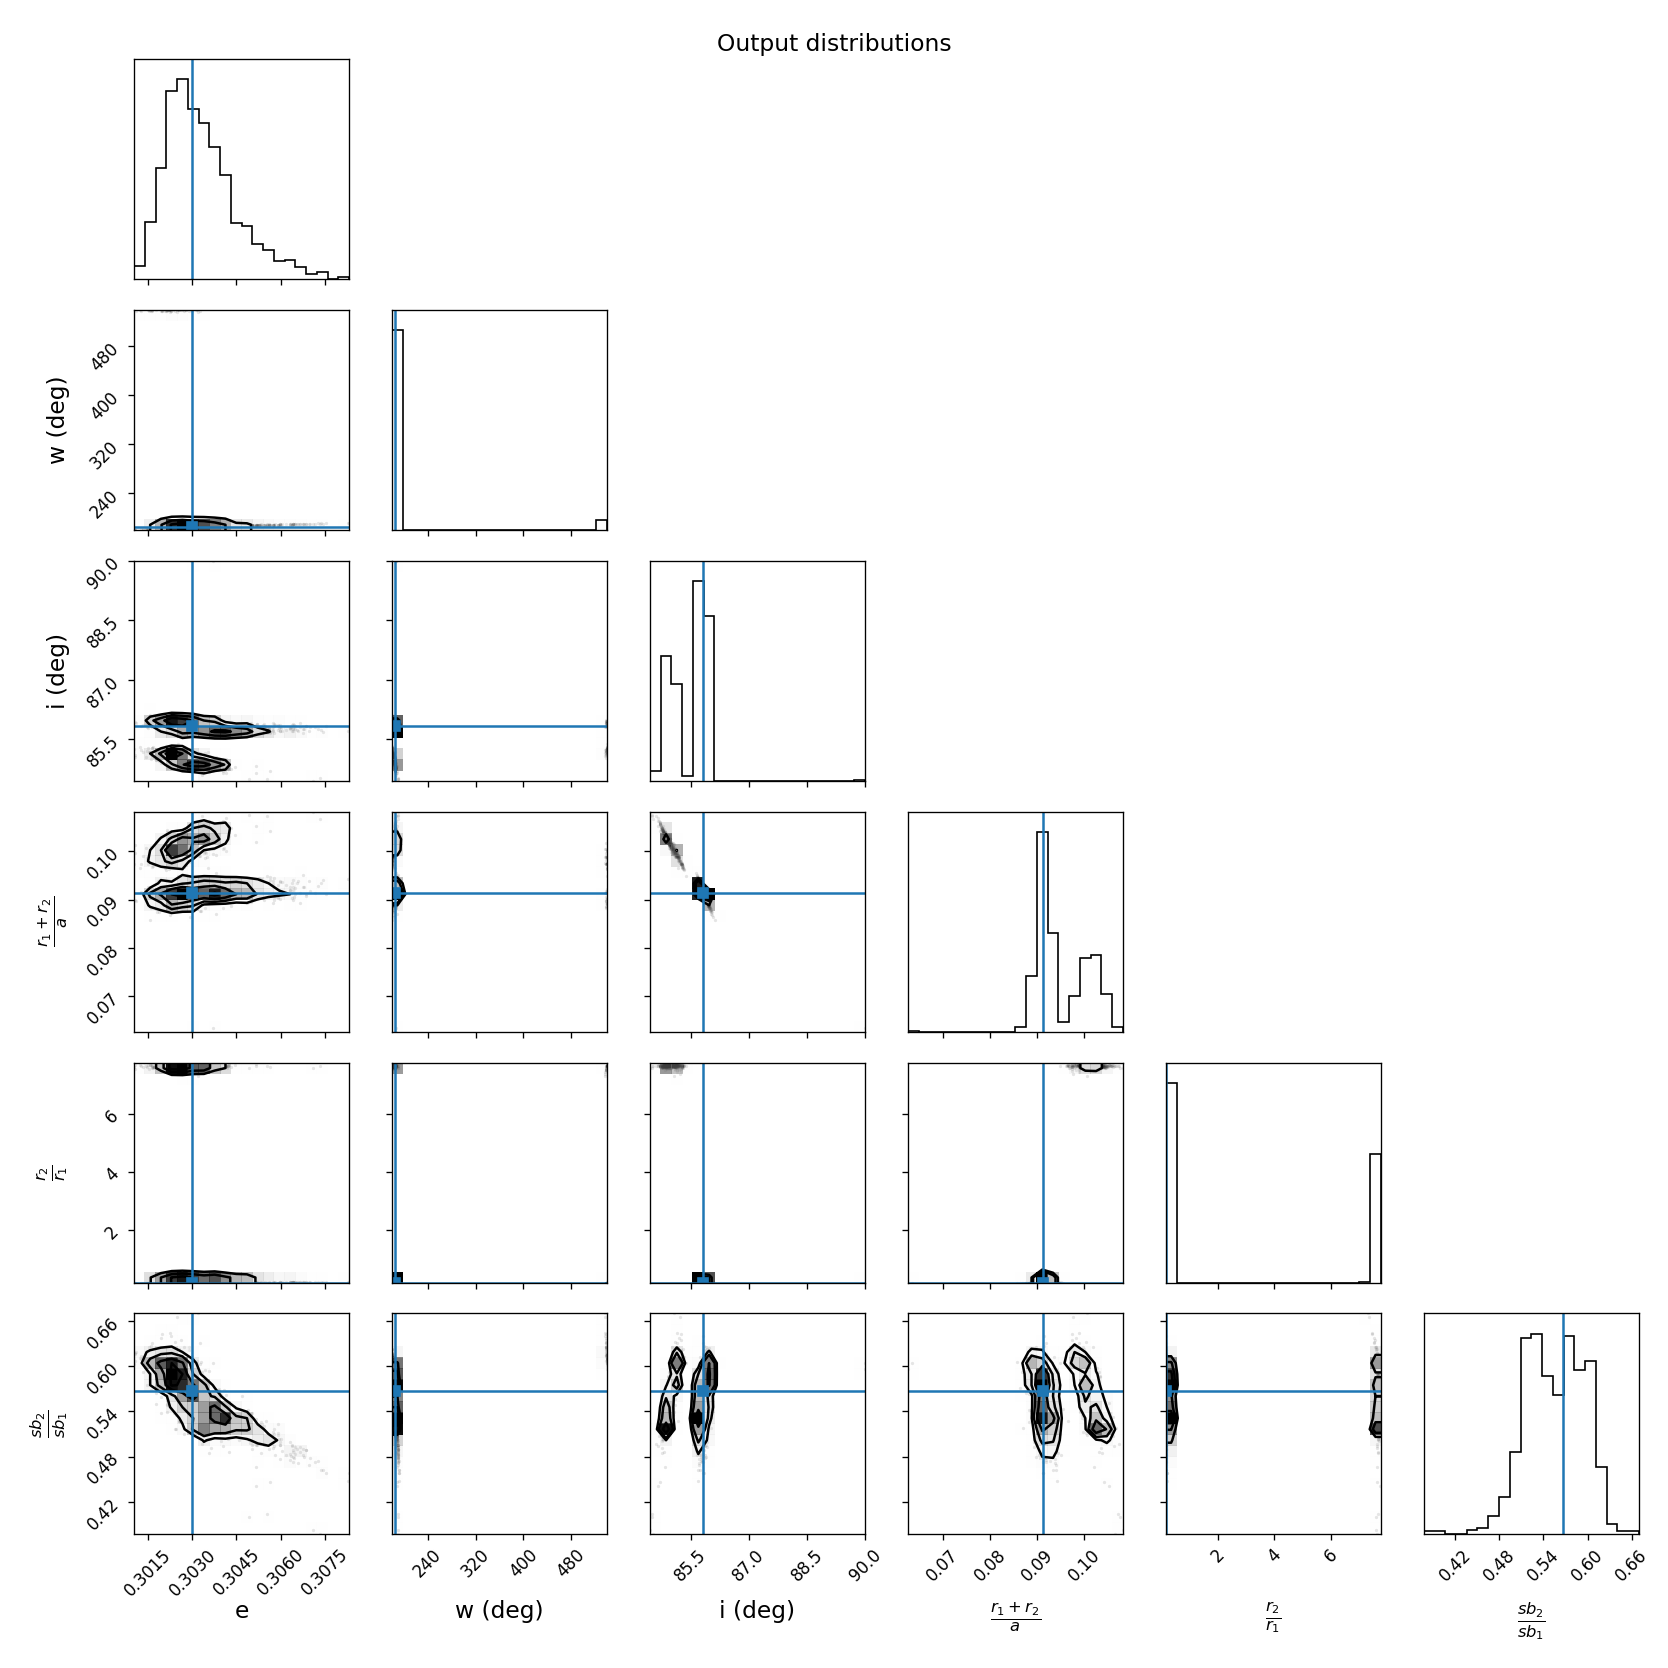 Output distributions
w (deg)
480
400
320
240
i (deg)
90.0
88.5
87.0
85.5
r₁ + r₂
a
0.10
0.09
0.08
0.07
r₂
r₁
6
4
2
sb₂
sb₁
0.66
0.60
0.54
0.48
0.42
0.3015 0.3030 0.3045 0.3060 0.3075 240 320 400 480 85.5 87.0 88.5 90.0 0.07 0.08 0.09 0.10 2 4 6 0.42 0.48 0.54 0.60 0.66
e w (deg) i (deg)
r₁ + r₂
a
r₂
r₁
sb₂
sb₁